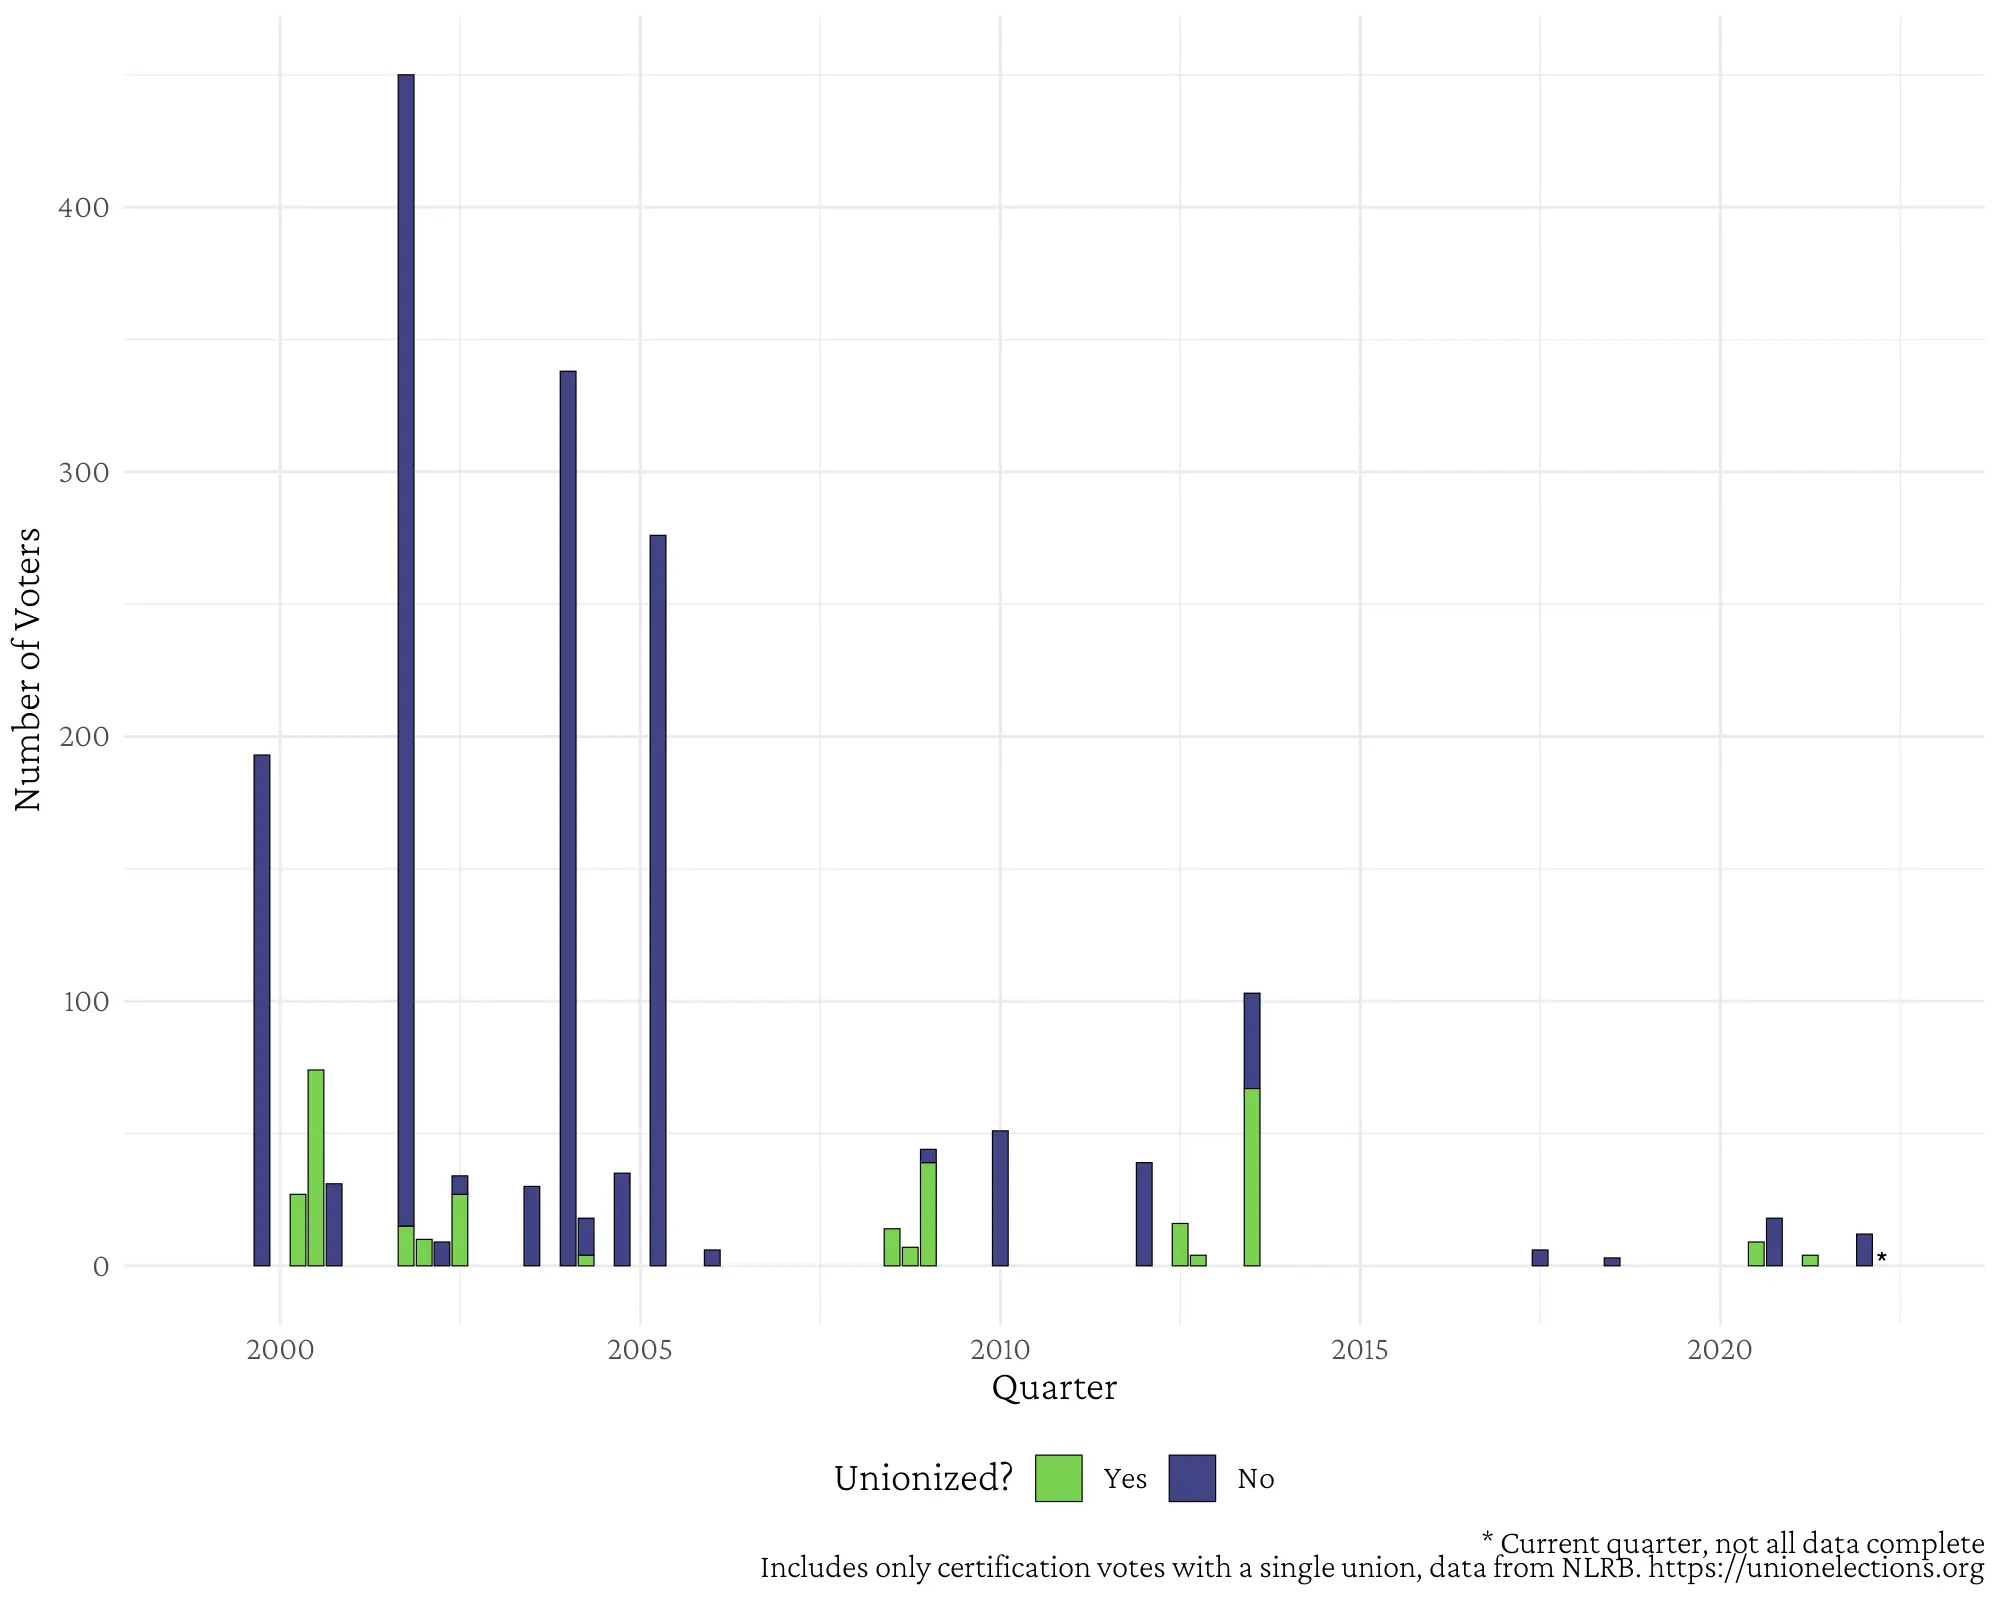 Number of Voters
400
300
200
100
0
*
2000 2005 2010 2015 2020
Quarter
Unionized? Yes No
* Current quarter, not all data complete
Includes only certification votes with a single union, data from NLRB. https://unionelections.org